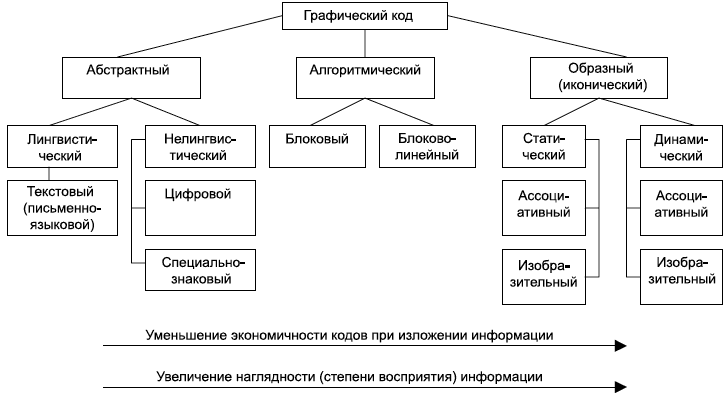 Графический код
Абстрактный
Алгоритмический
Образный
(иконический)
Лингвисти-
ческий
Нелингвис-
тический
Блоковый
Блоково-
линейный
Стати-
ческий
Динами-
ческий
Текстовый
(письменно-
языковой)
Цифровой
Ассоци-
ативный
Ассоци-
ативный
Специально-
знаковый
Изобра-
зительный
Изобра-
зительный
Уменьшение экономичности кодов при изложении информации
Увеличение наглядности (степени восприятия) информации